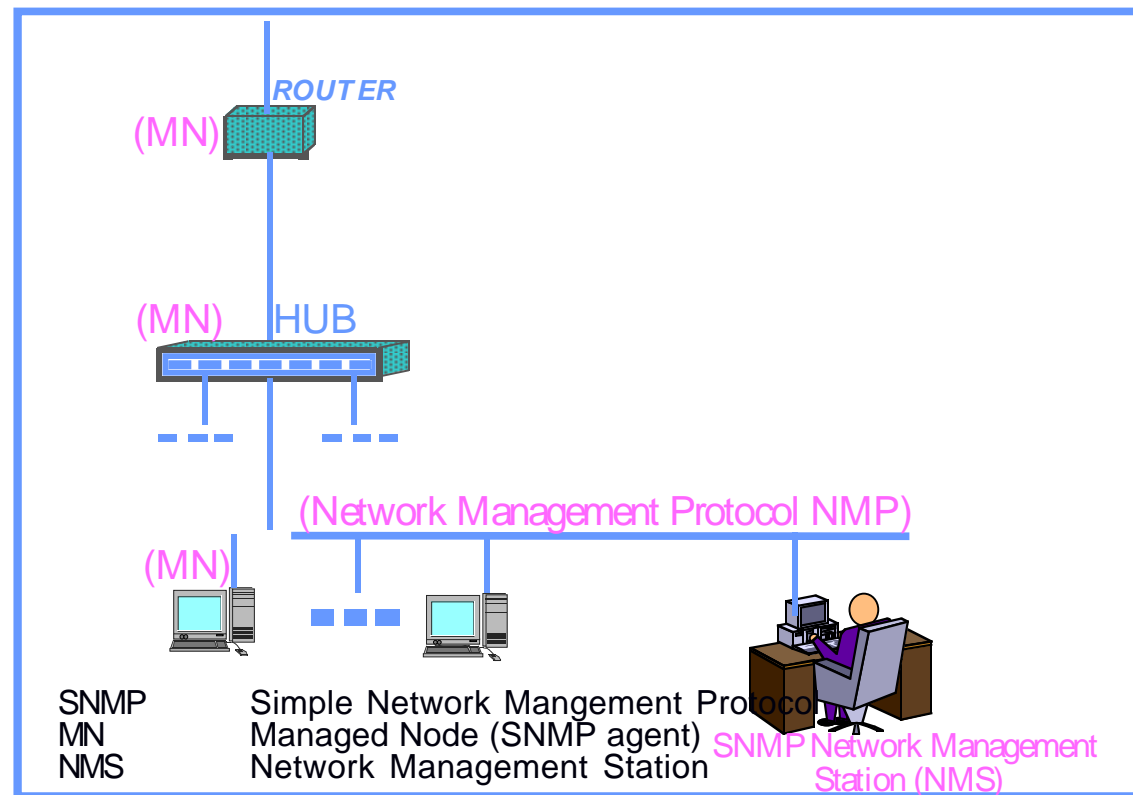 ROUTER
(MN)
(MN) HUB
(Network Management Protocol NMP)
(MN)
SNMP Simple Network Mangement Protocol
MN Managed Node (SNMP agent)
NMS Network Management Station
SNMP Network Management
Station (NMS)